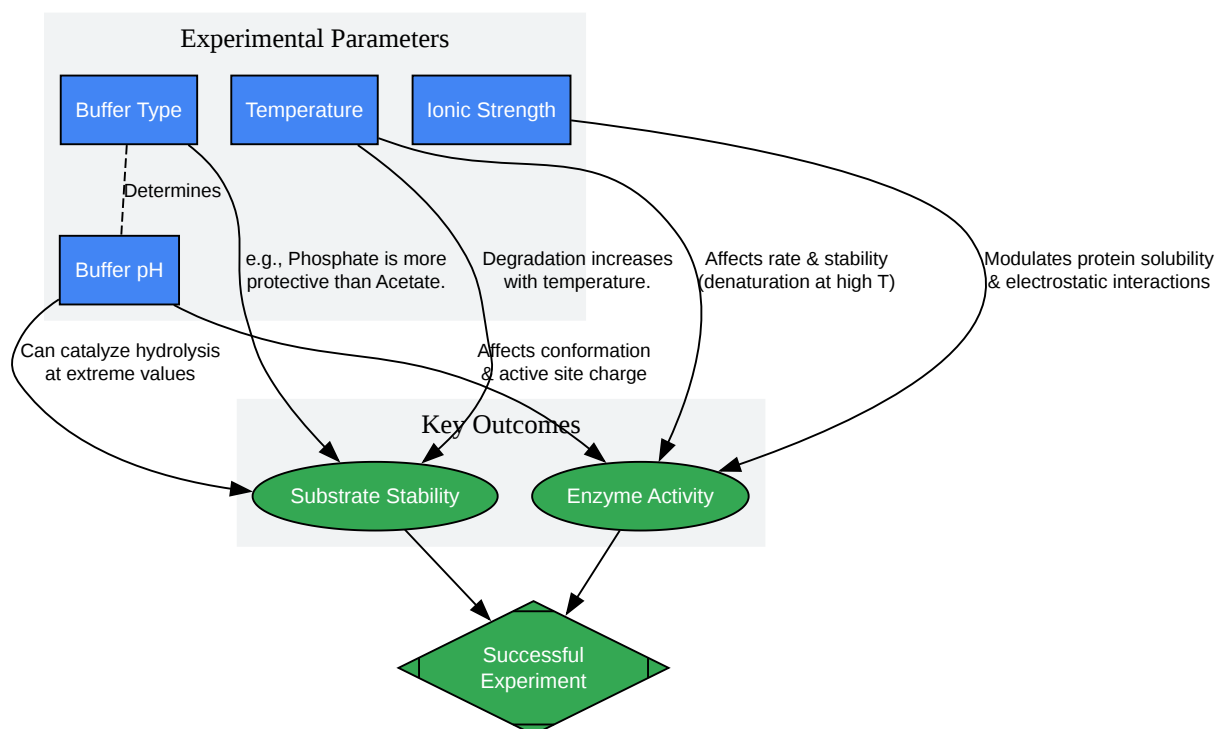 Experimental Parameters
Buffer Type
Temperature
Ionic Strength
Determines
Buffer pH
e.g., Phosphate is more
protective than Acetate.
Degradation increases
with temperature.
Affects rate & stability
(denaturation at high T)
Modulates protein solubility
& electrostatic interactions
Can catalyze hydrolysis
at extreme values
Affects conformation
& active site charge
Key Outcomes
Substrate Stability
Enzyme Activity
Successful
Experiment